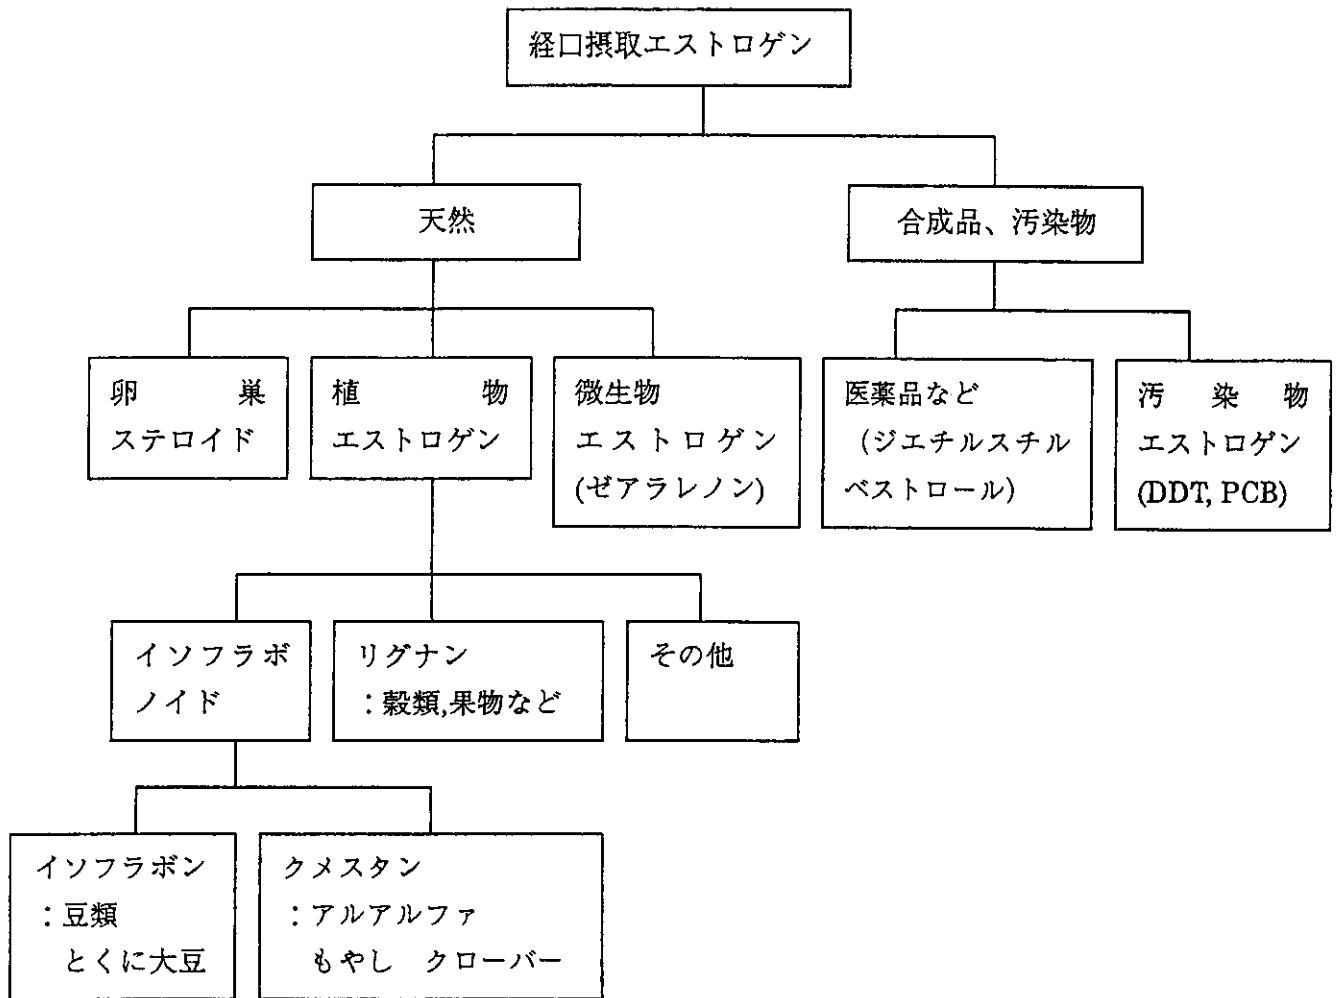 経口摂取エストロゲン
天然
合成品、汚染物
卵巣
ステロイド
植物
エストロゲン
微生物
エストロゲン
(ゼアラレノン)
医薬品など
(ジエチルスチル
ベストロール)
汚染物
エストロゲン
(DDT, PCB)
イソフラボ
ノイド
リグナン
:穀類,果物など
その他
イソフラボン
:豆類
とくに大豆
クメスタン
:アルアルファ
もやし クローバー